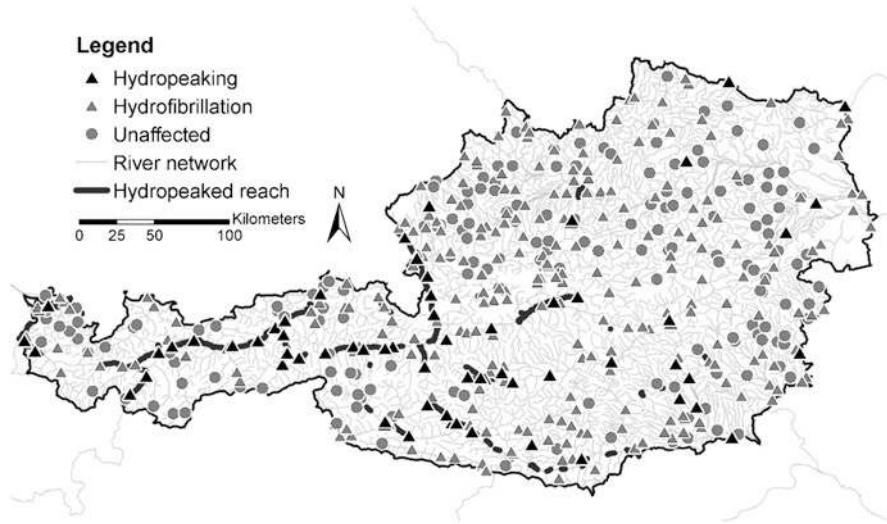 Legend
Hydropeaking
Hydrofibrillation
Unaffected
River network
Hydropeaked reach
Kilometers
0 25 50 100
N